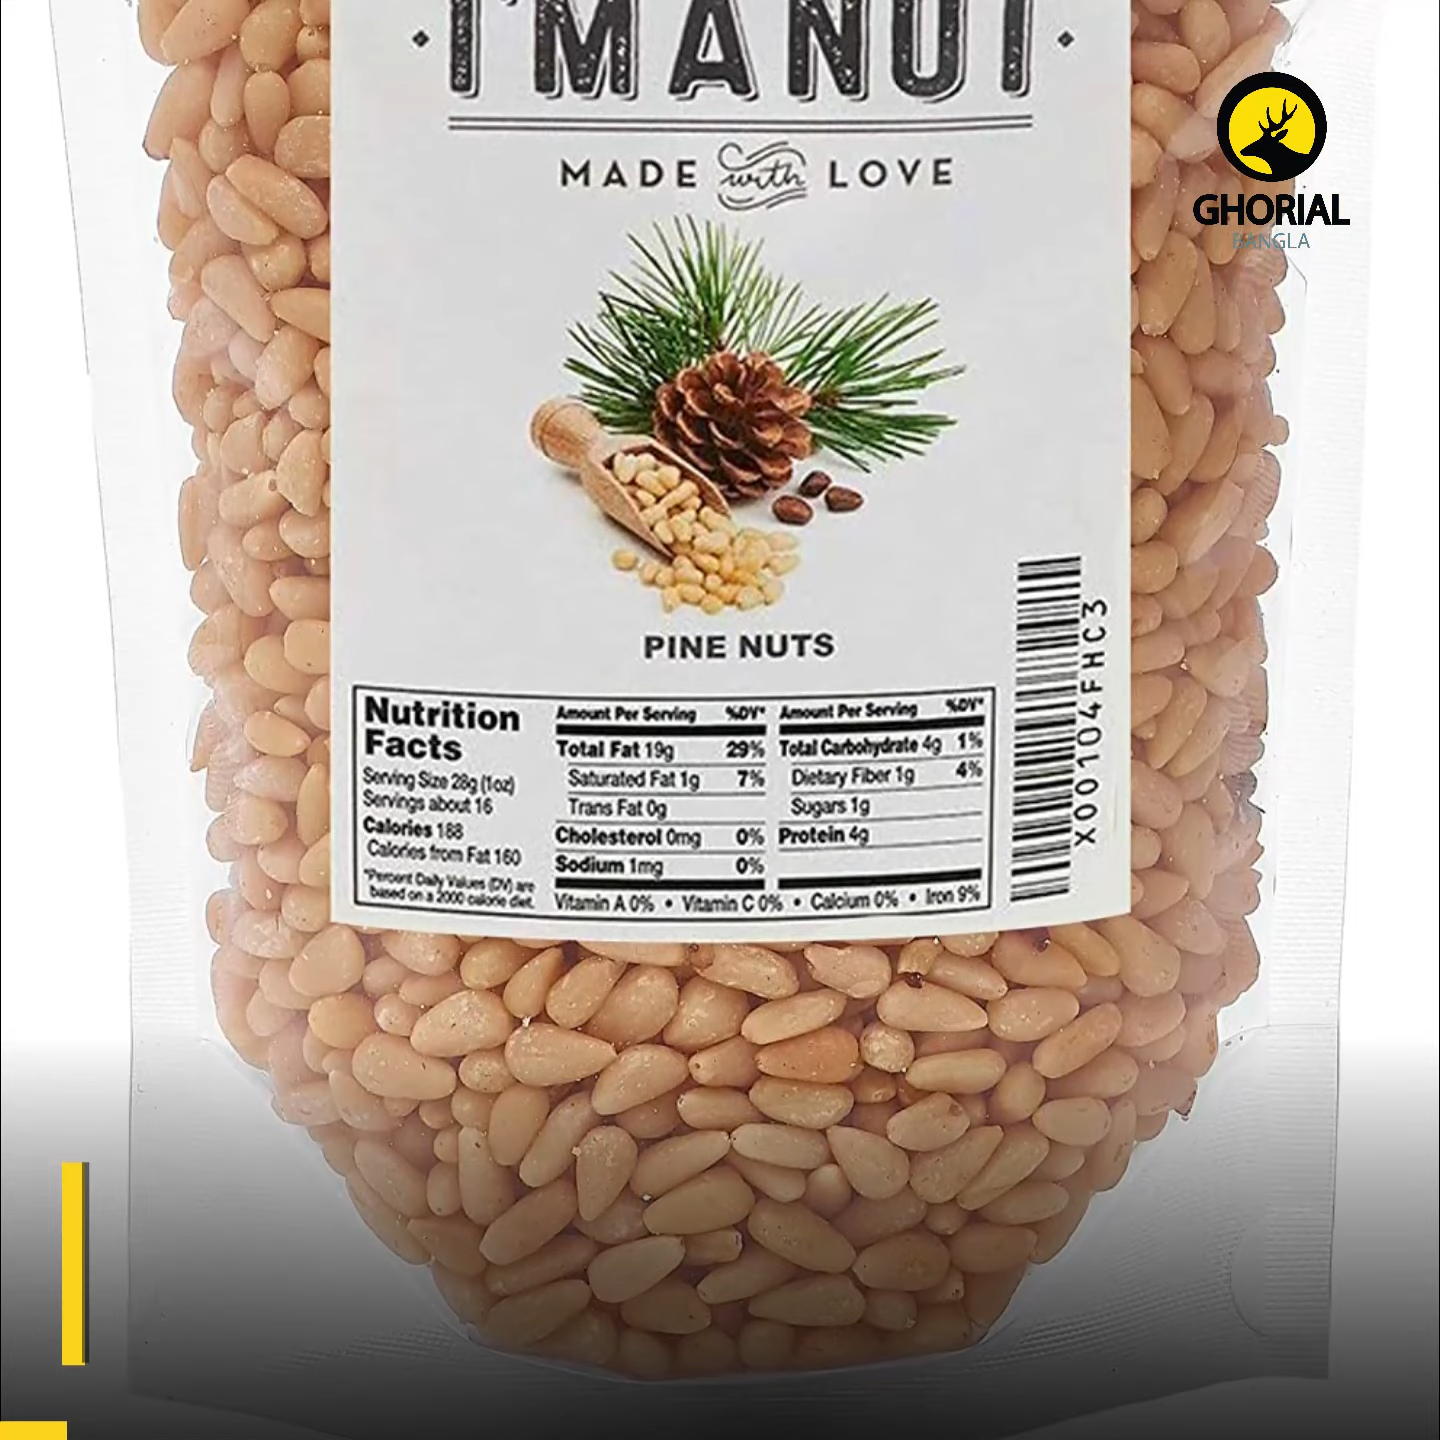 I'MANUT
MADE with LOVE
GHORIAL
BANGLA
PINE NUTS
Nutrition
Facts
Serving Size 28g (1oz)
Servings about 16
Calories 188
Calories from Fat 160
*Percent Daily Values (DV) are
based on a 2000 calorie diet.
Amount Per Serving %DV*
Total Fat 19g 29%
Saturated Fat 1g 7%
Trans Fat 0g
Cholesterol 0mg 0%
Sodium 1mg 0%
Amount Per Serving %DV*
Total Carbohydrate 4g 1%
Dietary Fiber 1g 4%
Sugars 1g
Protein 4g
Vitamin A 0% • Vitamin C 0% • Calcium 0% • Iron 9%
X00104FHC3